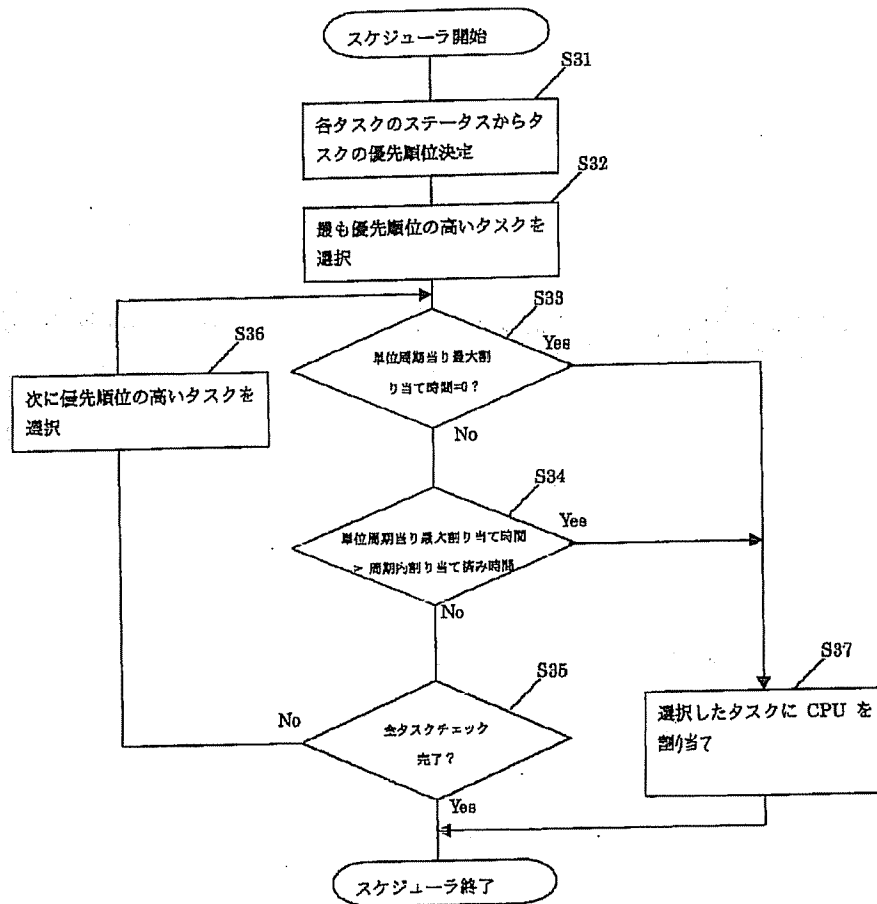 スケジューラ開始
S31
各タスクのステータスからタ
スクの優先順位決定
S32
最も優先順位の高いタスクを
選択
S33
単位周期当り最大割
り当て時間=0?
Yes
No
S36
次に優先順位の高いタスクを
選択
S34
単位周期当り最大割り当て時間
> 周期内割り当て済み時間
Yes
No
S35
全タスクチェック
完了?
No
Yes
S37
選択したタスクに CPU を
割り当て
スケジューラ終了